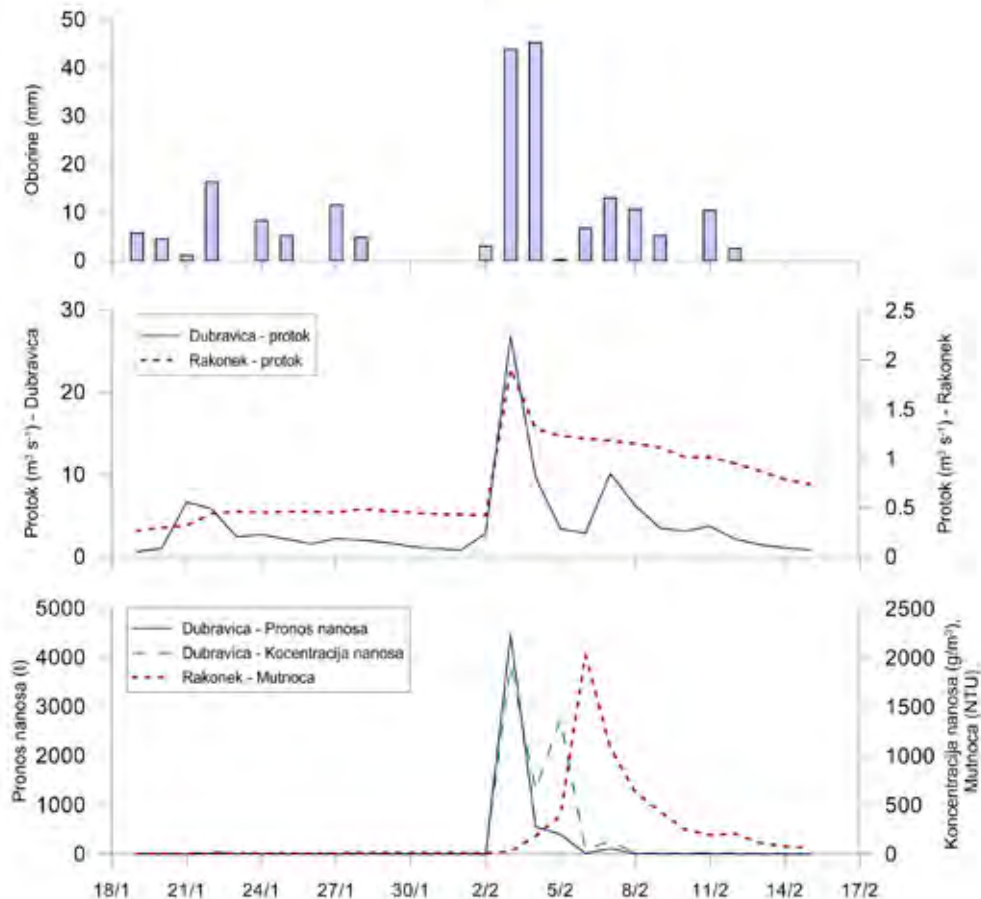 50
40
30
20
10
0
Oborine (mm)
30
20
10
0
Protok (m³ s⁻¹) - Dubravica
Dubravica - protok
Rakonek - protok
2.5
2
1.5
1
0.5
0
Protok (m³ s⁻¹) - Rakonek
5000
4000
3000
2000
1000
0
Pronos nanosa (t)
Dubravica - Pronos nanosa
Dubravica - Kocentracija nanosa
Rakonek - Mutnoca
2500
2000
1500
1000
500
0
Koncentracija nanosa (g/m³),
Mutnoca (NTU)
18/1 21/1 24/1 27/1 30/1 2/2 5/2 8/2 11/2 14/2 17/2